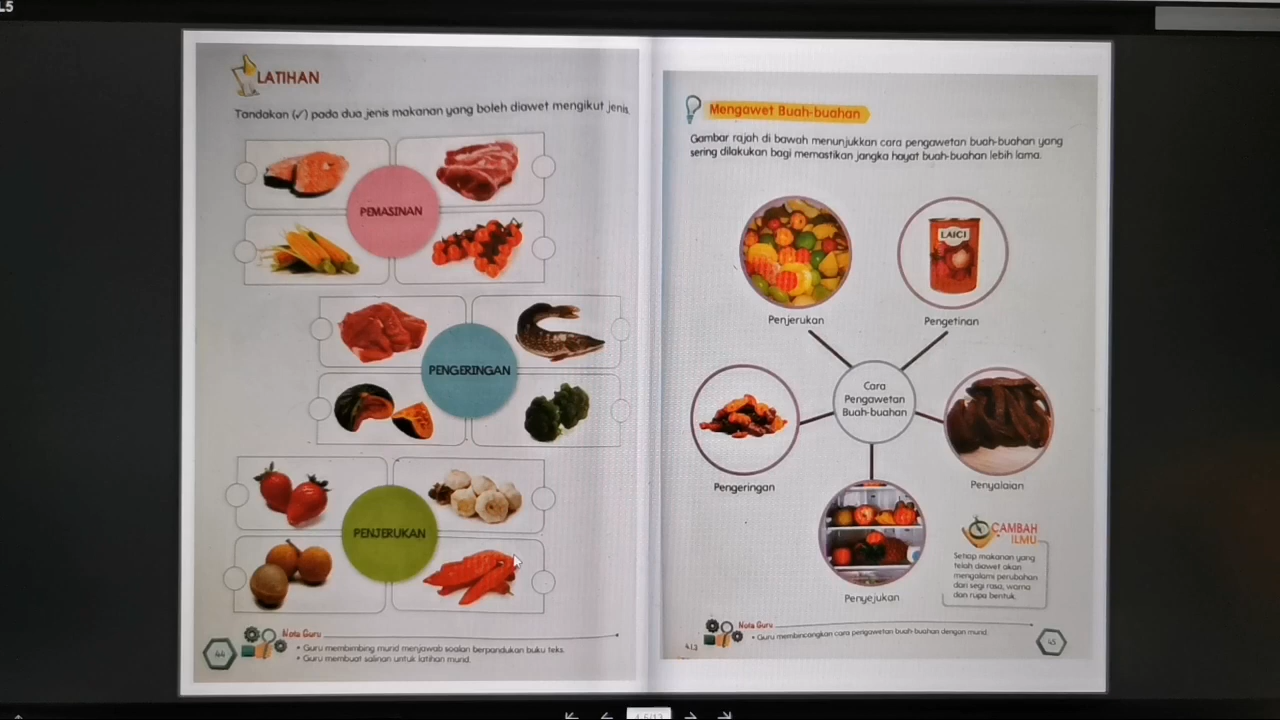 LATIHAN
Tandakan (✓) pada dua jenis makanan yang boleh diawet mengikut jenis.
PEMASINAN
PENGERINGAN
PENJERUKAN
Nota Guru
• Guru membimbing murid menjawab soalan berpandukan buku teks.
• Guru membuat salinan untuk latihan murid.
44
Mengawet Buah-buahan
Gambar rajah di bawah menunjukkan cara pengawetan buah-buahan yang
sering dilakukan bagi memastikan jangka hayat buah-buahan lebih lama.
LAICI
Penjerukan
Pengetinan
Cara
Pengawetan
Buah-buahan
Pengeringan
Penyalaian
Penyejukan
CAMBAH
ILMU
Setiap makanan yang
telah diawet akan
mengalami perubahan
dari segi rasa, warna
dan rupa bentuk.
Nota Guru
4.1.3
• Guru membincangkan cara pengawetan buah-buahan dengan murid.
45